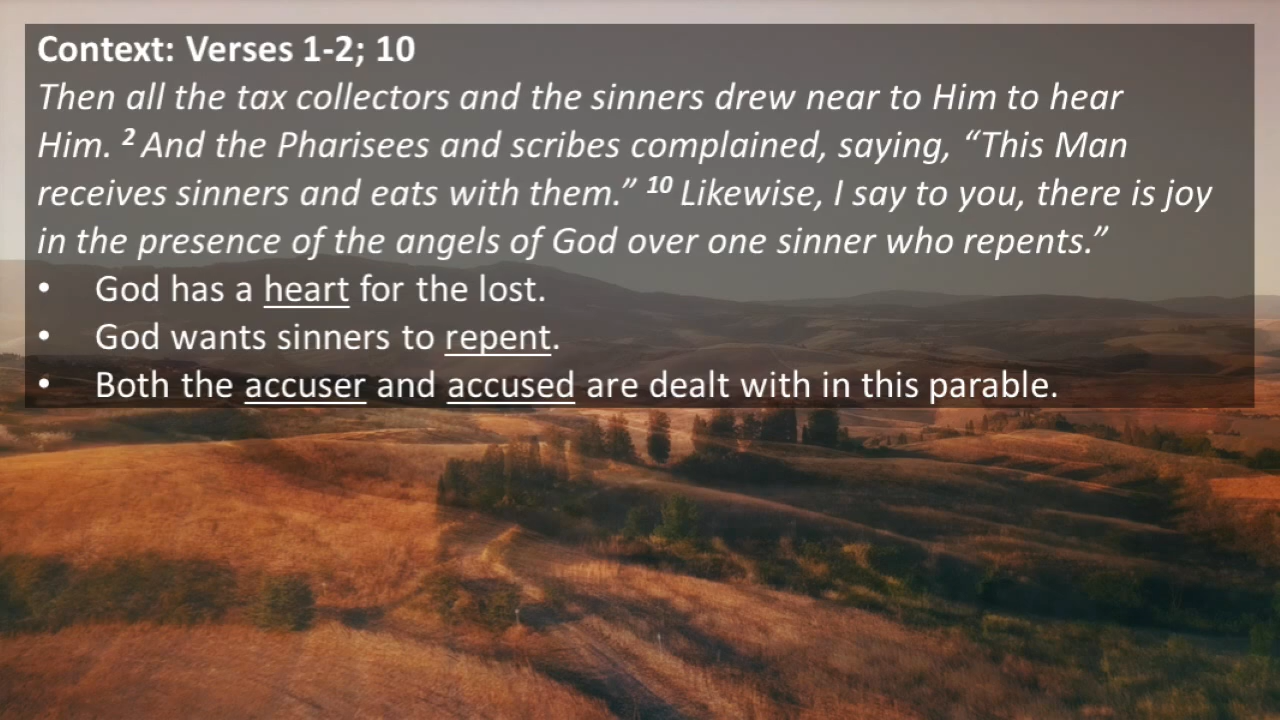 Context: Verses 1-2; 10
Then all the tax collectors and the sinners drew near to Him to hear
Him. 2 And the Pharisees and scribes complained, saying, “This Man
receives sinners and eats with them.” 10 Likewise, I say to you, there is joy
in the presence of the angels of God over one sinner who repents.”
• God has a heart for the lost.
• God wants sinners to repent.
• Both the accuser and accused are dealt with in this parable.